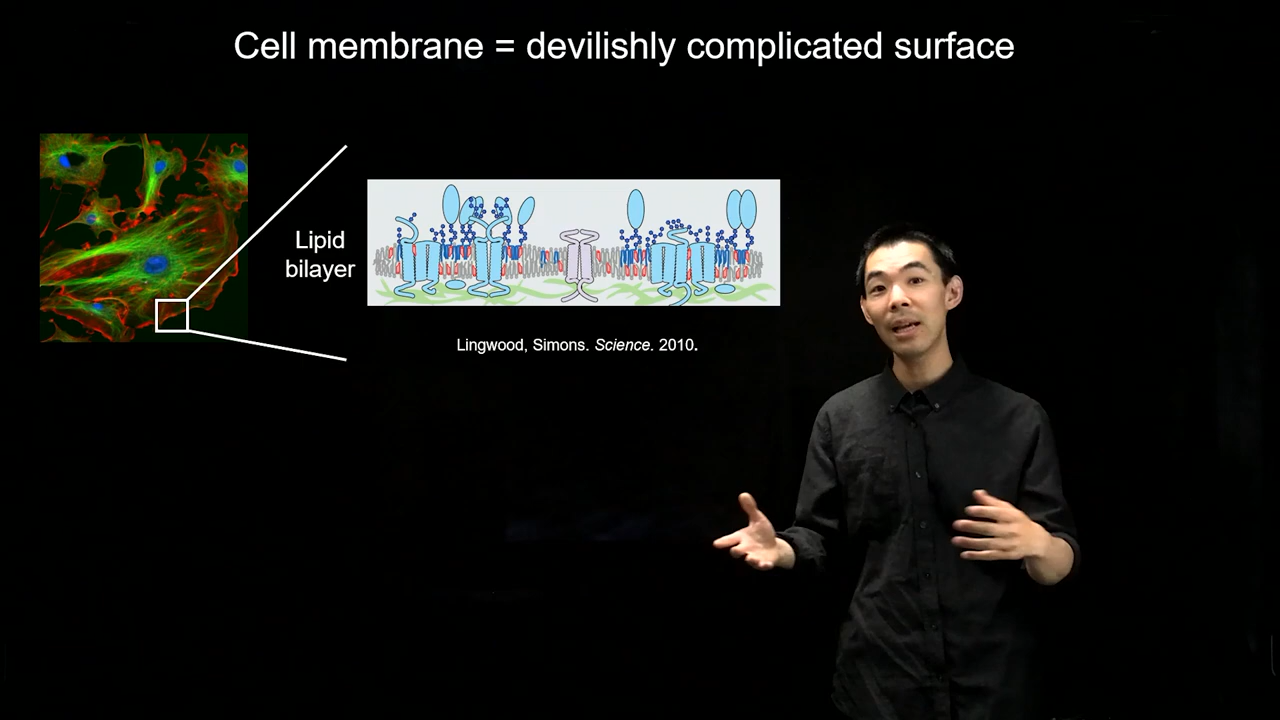 Cell membrane = devilishly complicated surface
Lipid
bilayer
Lingwood, Simons. Science. 2010.